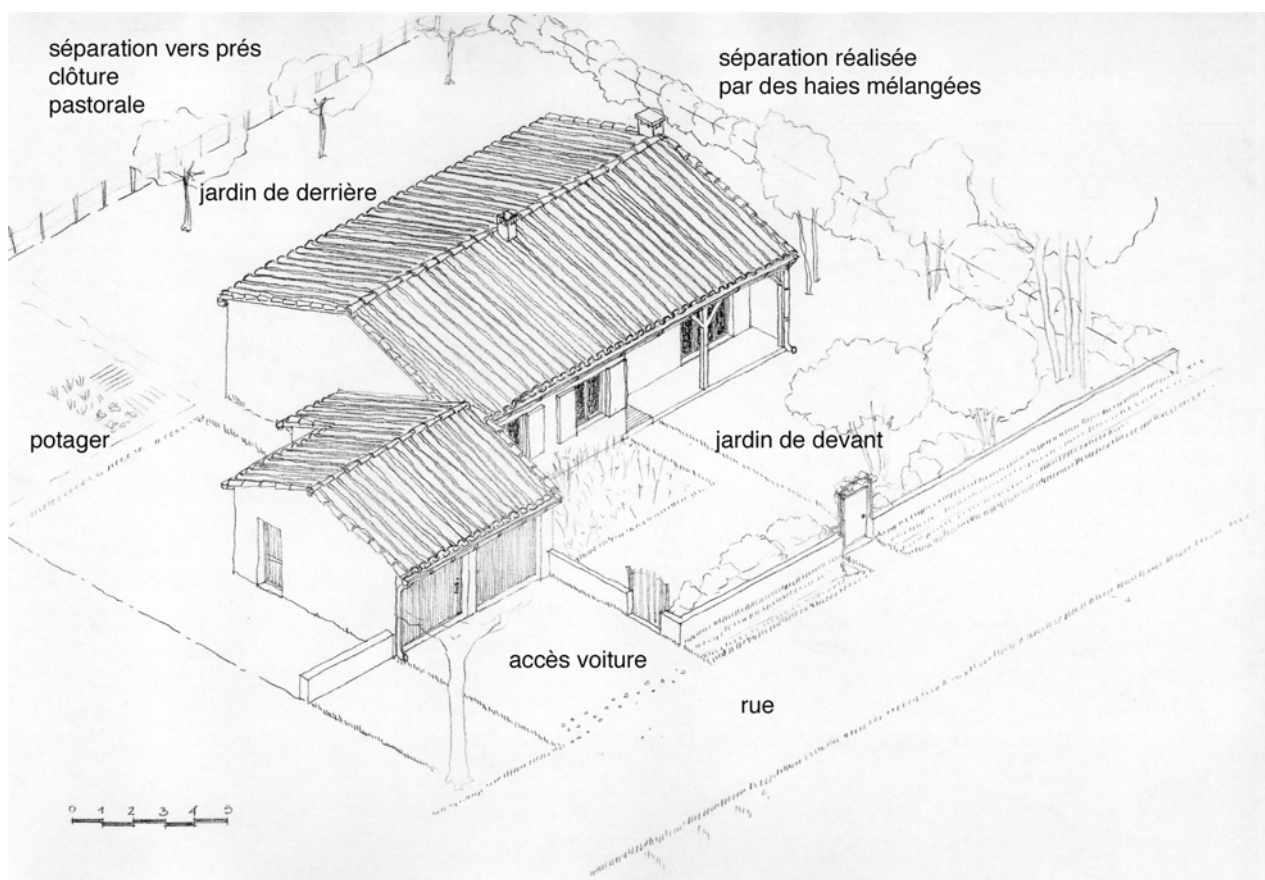 séparation vers prés
clôture
pastorale
séparation réalisée
par des haies mélangées
jardin de derrière
potager
jardin de devant
accès voiture
rue
0 1 2 3 4 5